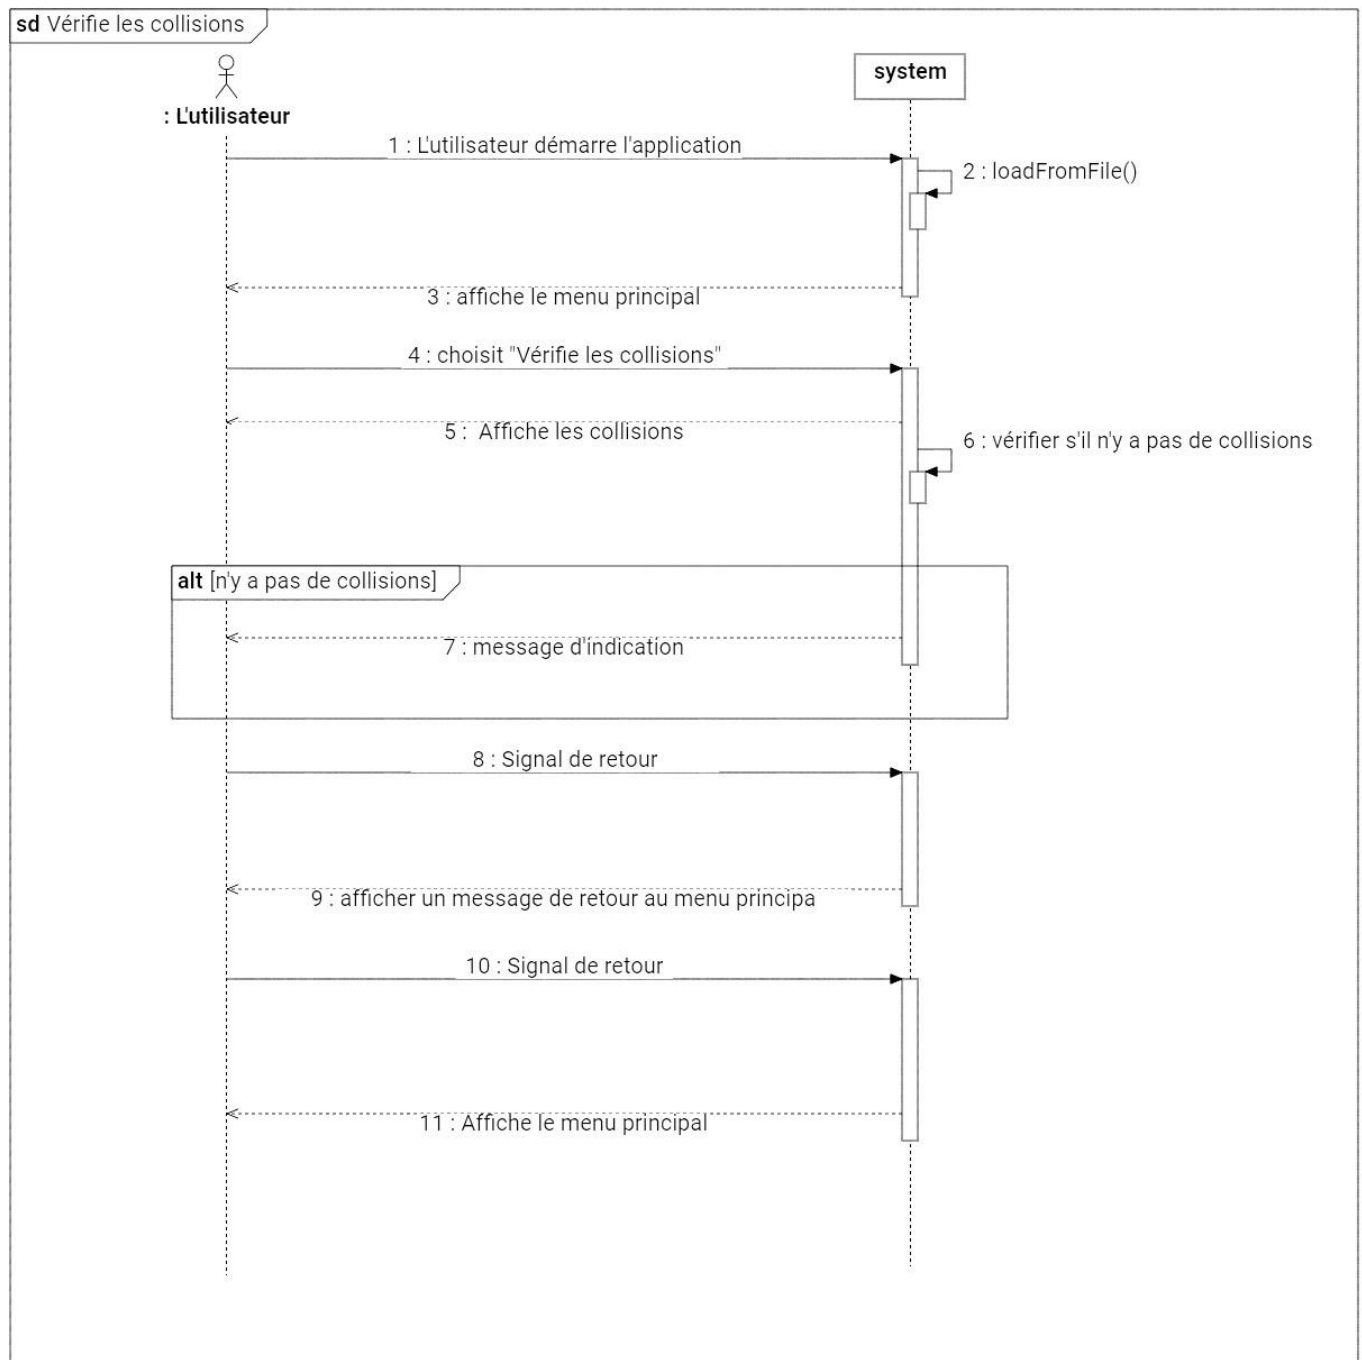 sd Vérifie les collisions
system
: L'utilisateur
1 : L'utilisateur démarre l'application
2 : loadFromFile()
3 : affiche le menu principal
4 : choisit "Vérifie les collisions"
5 : Affiche les collisions
6 : vérifier s'il n'y a pas de collisions
alt [n'y a pas de collisions]
7 : message d'indication
8 : Signal de retour
9 : afficher un message de retour au menu principa
10 : Signal de retour
11 : Affiche le menu principal